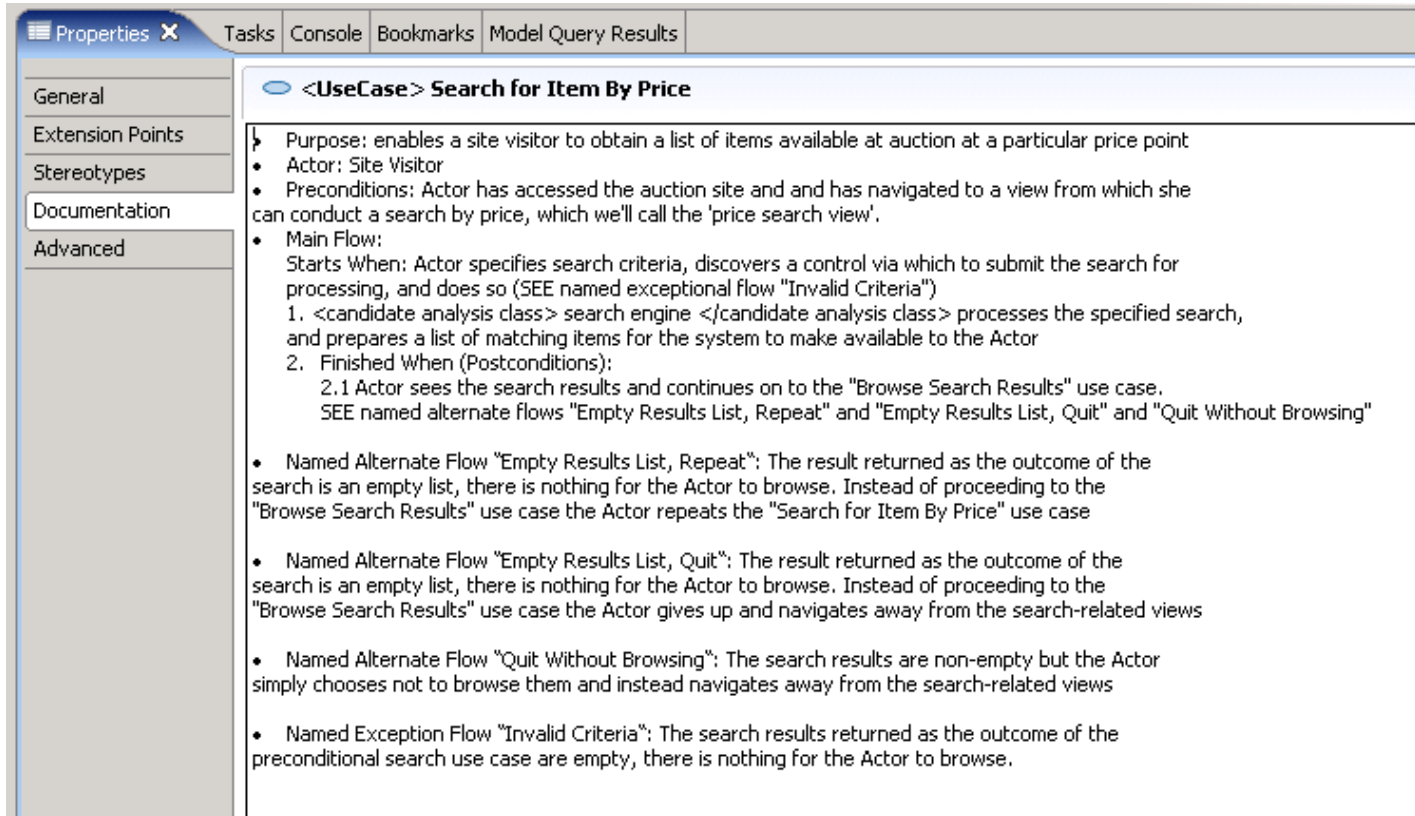 Properties Tasks Console Bookmarks Model Query Results
General
Extension Points
Stereotypes
Documentation
Advanced
<UseCase> Search for Item By Price
• Purpose: enables a site visitor to obtain a list of items available at auction at a particular price point
• Actor: Site Visitor
• Preconditions: Actor has accessed the auction site and and has navigated to a view from which she
can conduct a search by price, which we'll call the 'price search view'.
• Main Flow:
Starts When: Actor specifies search criteria, discovers a control via which to submit the search for
processing, and does so (SEE named exceptional flow "Invalid Criteria")
1. <candidate analysis class> search engine </candidate analysis class> processes the specified search,
and prepares a list of matching items for the system to make available to the Actor
2. Finished When (Postconditions):
2.1 Actor sees the search results and continues on to the "Browse Search Results" use case.
SEE named alternate flows "Empty Results List, Repeat" and "Empty Results List, Quit" and "Quit Without Browsing"
• Named Alternate Flow "Empty Results List, Repeat": The result returned as the outcome of the
search is an empty list, there is nothing for the Actor to browse. Instead of proceeding to the
"Browse Search Results" use case the Actor repeats the "Search for Item By Price" use case
• Named Alternate Flow "Empty Results List, Quit": The result returned as the outcome of the
search is an empty list, there is nothing for the Actor to browse. Instead of proceeding to the
"Browse Search Results" use case the Actor gives up and navigates away from the search-related views
• Named Alternate Flow "Quit Without Browsing": The search results are non-empty but the Actor
simply chooses not to browse them and instead navigates away from the search-related views
• Named Exception Flow "Invalid Criteria": The search results returned as the outcome of the
preconditional search use case are empty, there is nothing for the Actor to browse.